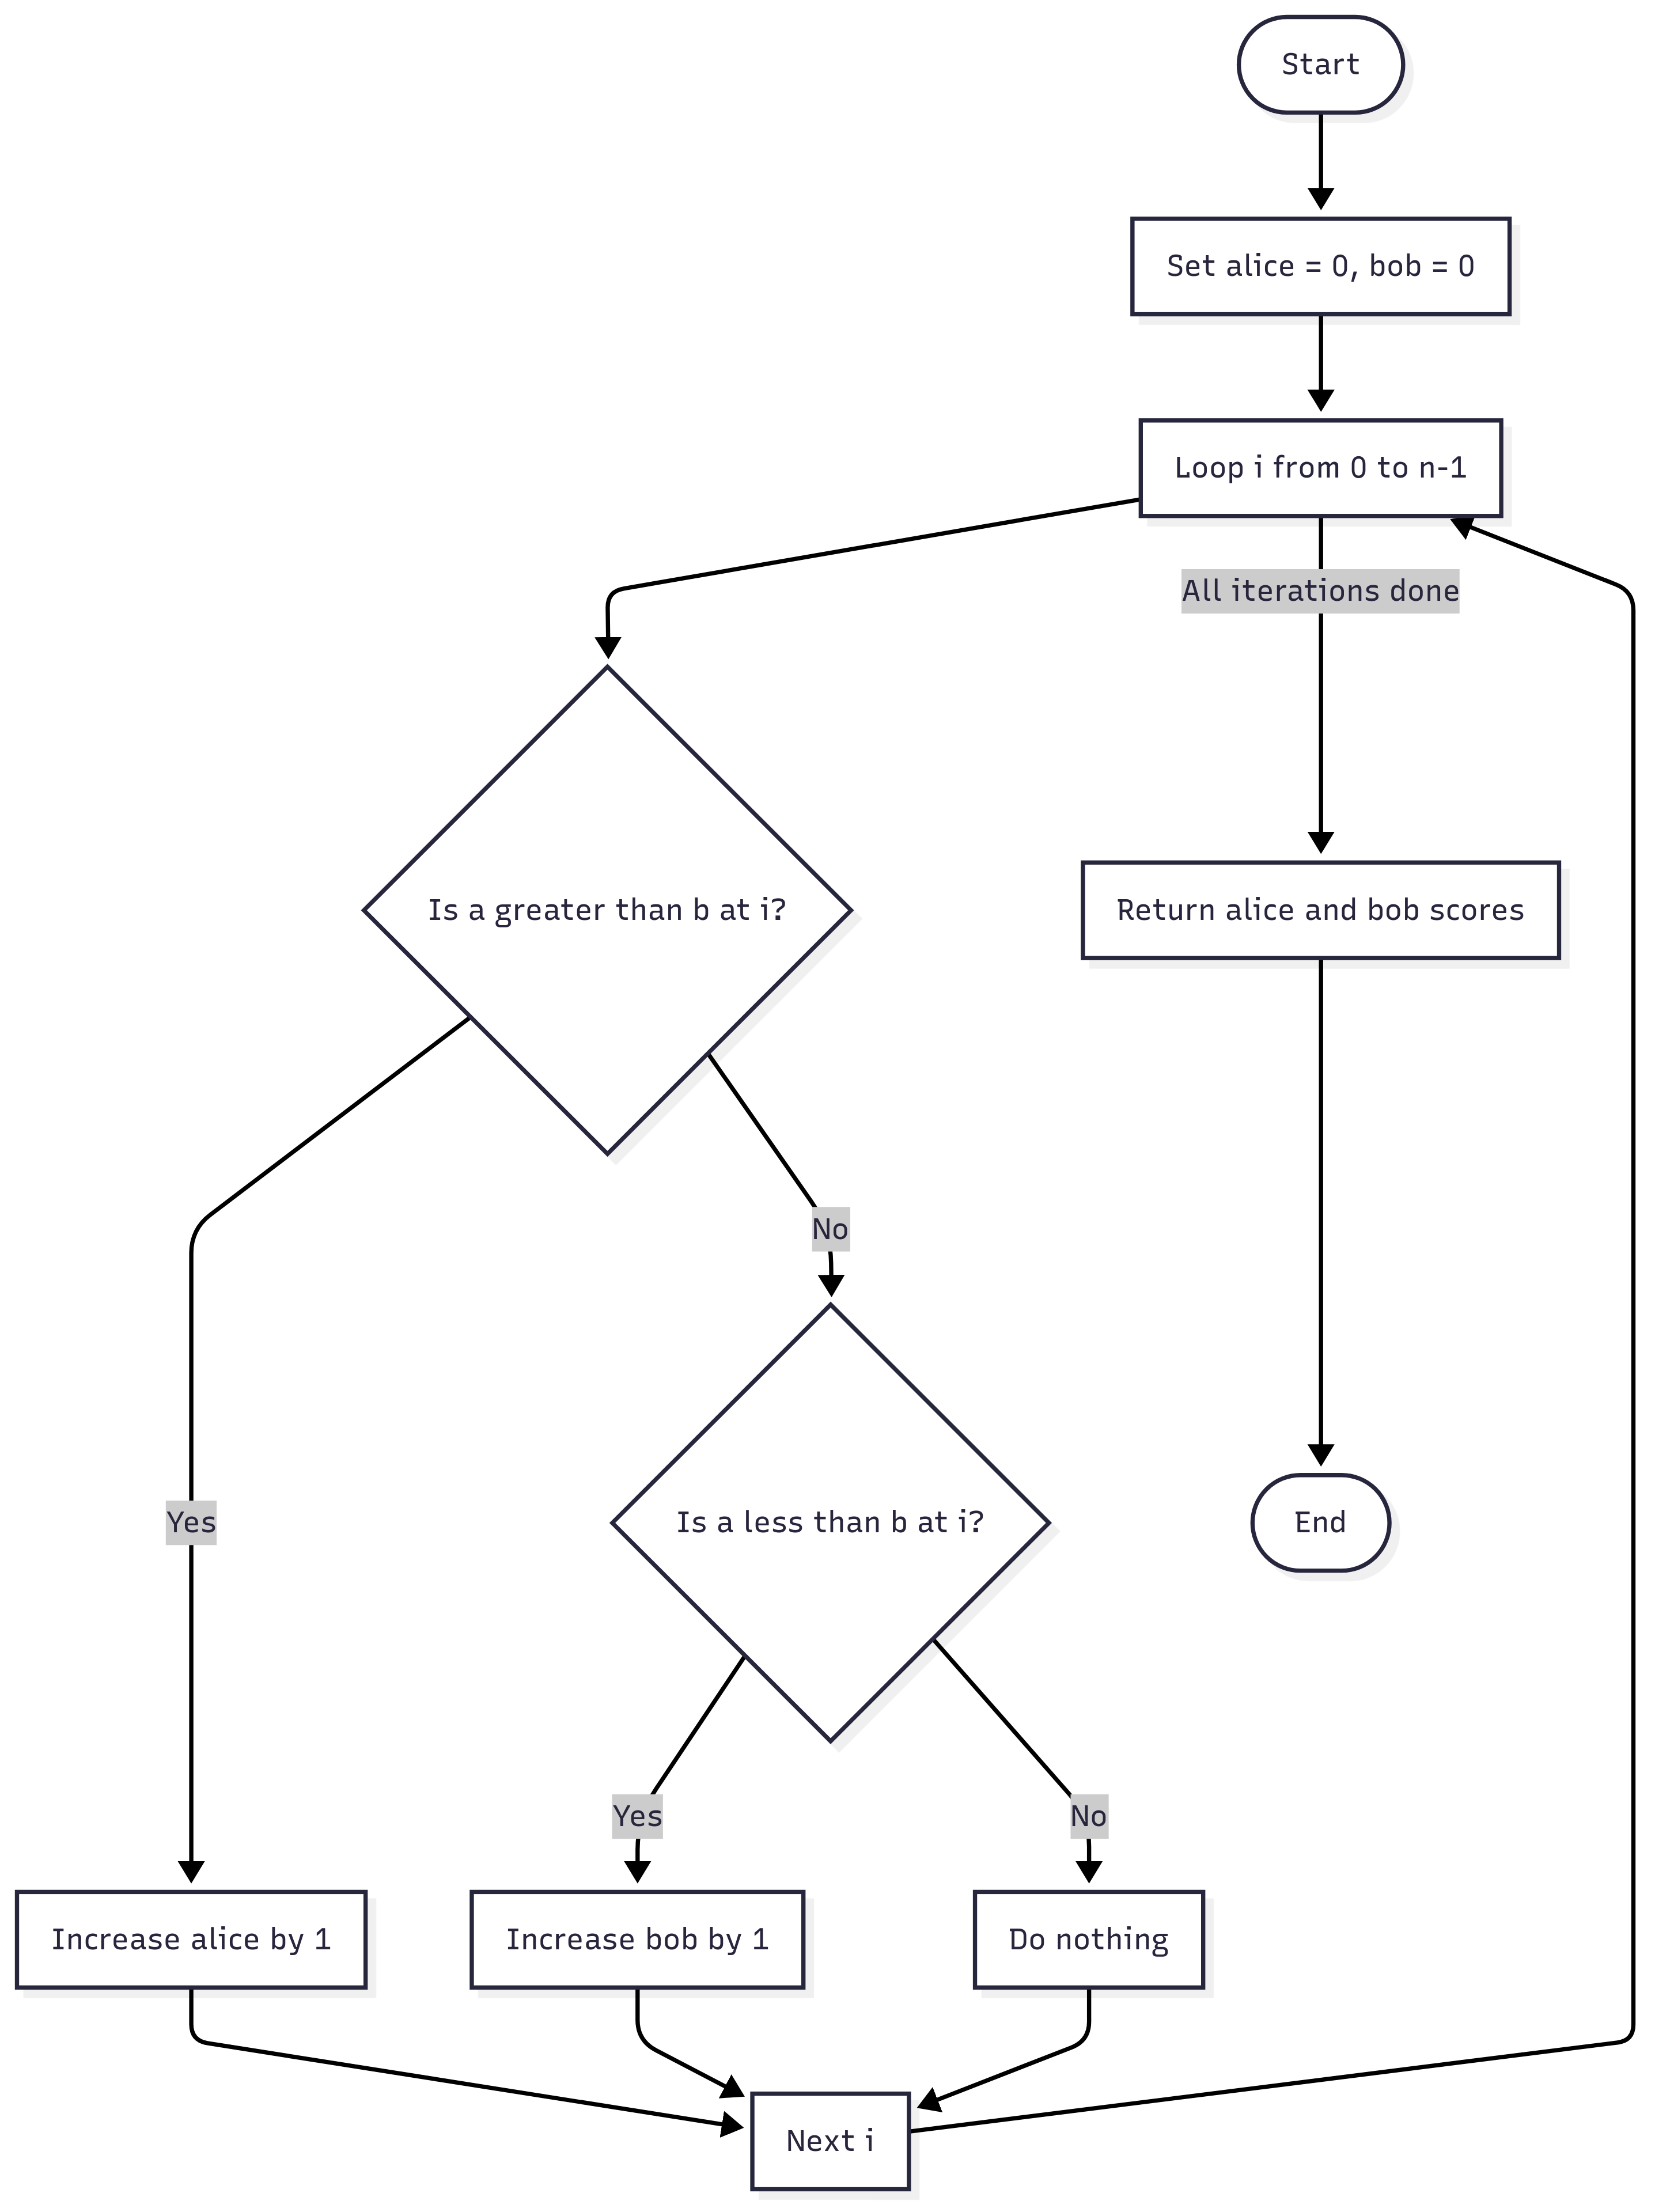 Start
Set alice = 0, bob = 0
Loop i from 0 to n-1
All iterations done
Is a greater than b at i?
Return alice and bob scores
No
Is a less than b at i?
Yes
End
Yes
No
Increase alice by 1
Increase bob by 1
Do nothing
Next i